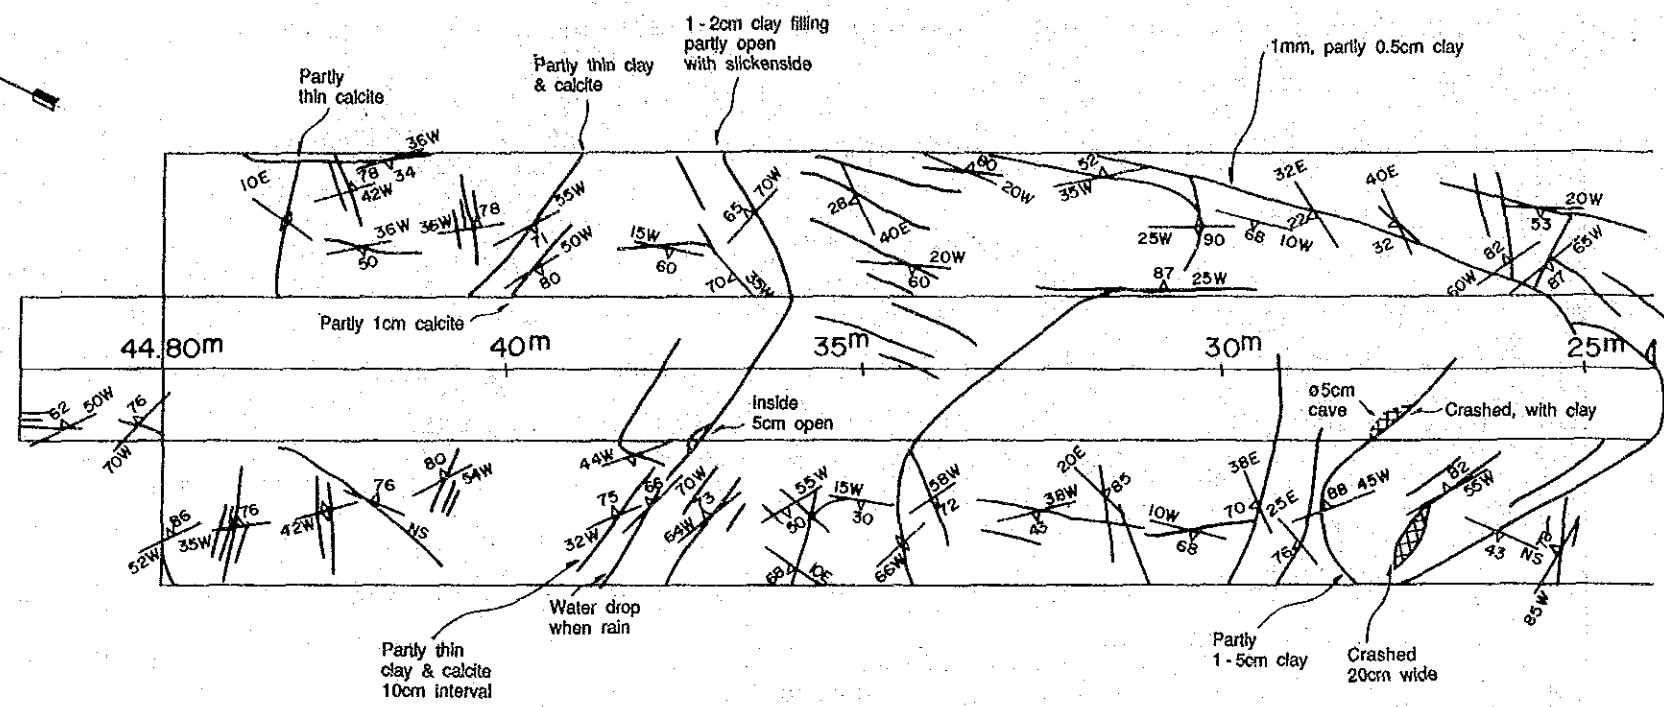 1-2cm clay filling
partly open
with slickenside
1mm, partly 0.5cm clay
Partly thin clay
& calcite
Partly
thin calcite
36W
78
34
42W
10E
36W
36W
78
50
55W
71
50W
80
15W
60
70W
65
70
35W
28
40E
20W
60
60
20W
52
35W
25W
90
68
10W
32E
22
40E
32
87
25W
20W
53
82
65W
60W
87
Partly 1cm calcite
44.80m
40m
35m
30m
25m
62
50W
76
70W
Inside
5cm open
ø5cm
cave
Crashed, with clay
86
52W
76
35W
42W
76
NS
80
54W
44W
75
32W
66
70W
73
64W
55W
50
15W
30
68
10E
58W
72
66W
38W
43
20E
85
10W
68
38E
70
25E
76
88
45W
82
55W
43
NS
73
85W
Water drop
when rain
Partly thin
clay & calcite
10cm interval
Partly
1-5cm clay
Crashed
20cm wide